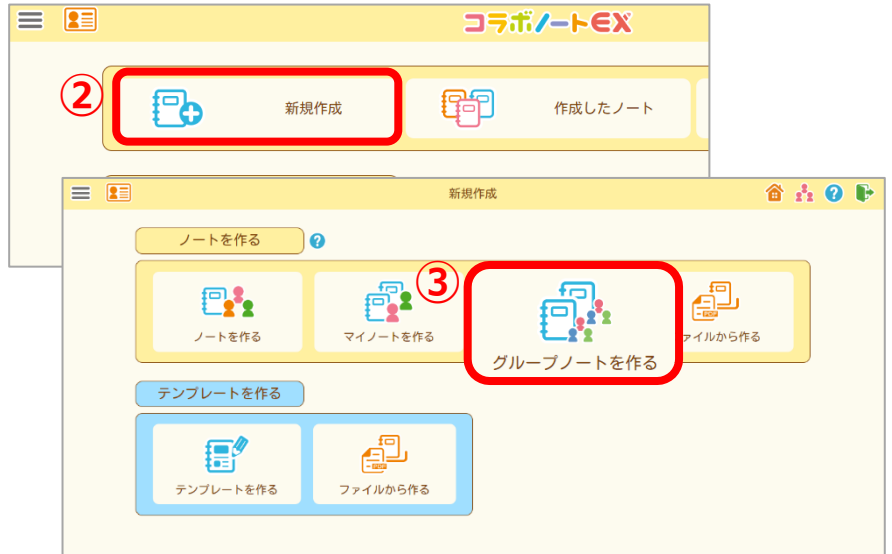 コラボノートEX
②
新規作成
作成したノート
新規作成
ノートを作る
?
③
ノートを作る
マイノートを作る
グループノートを作る
ァイルから作る
PDF
テンプレートを作る
テンプレートを作る
ファイルから作る
PDF